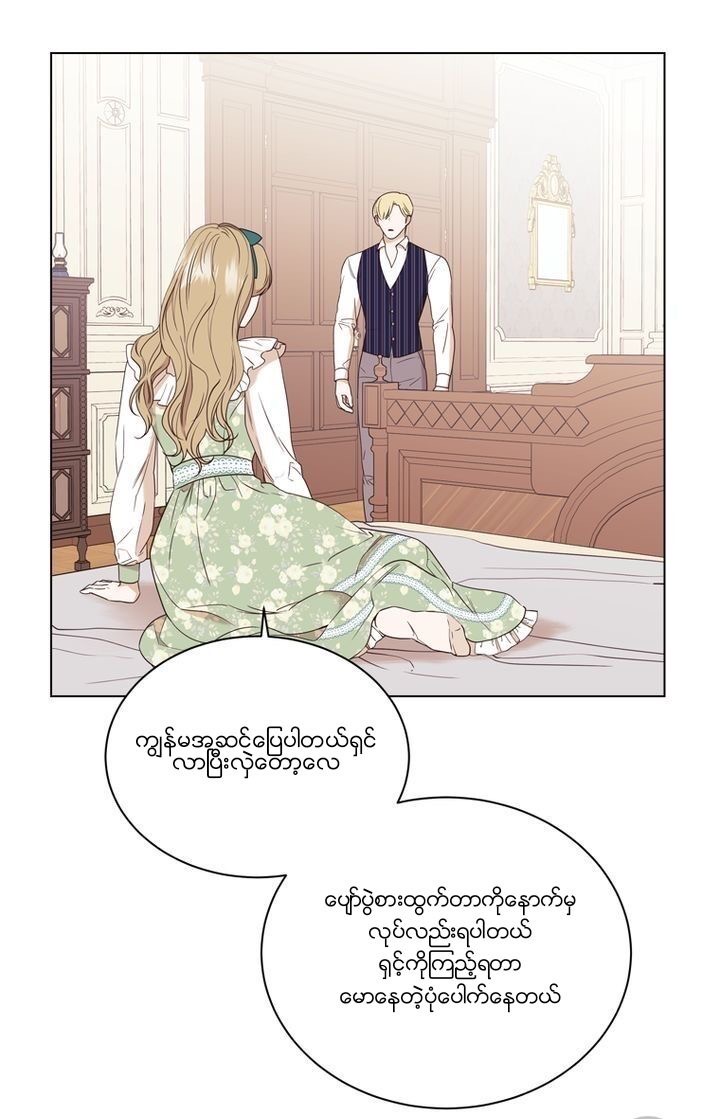 ကျွန်မအခုဆင်ပြေပါတယ်ရှင်
လာပြီးလှဲတော့လေ
ပျော်ပွဲစားထွက်တာကိုနောက်မှ
လုပ်လည်းရပါတယ်
ရှင့်ကိုကြည့်ရတာ
မောနေတဲ့ပုံပေါက်နေတယ်